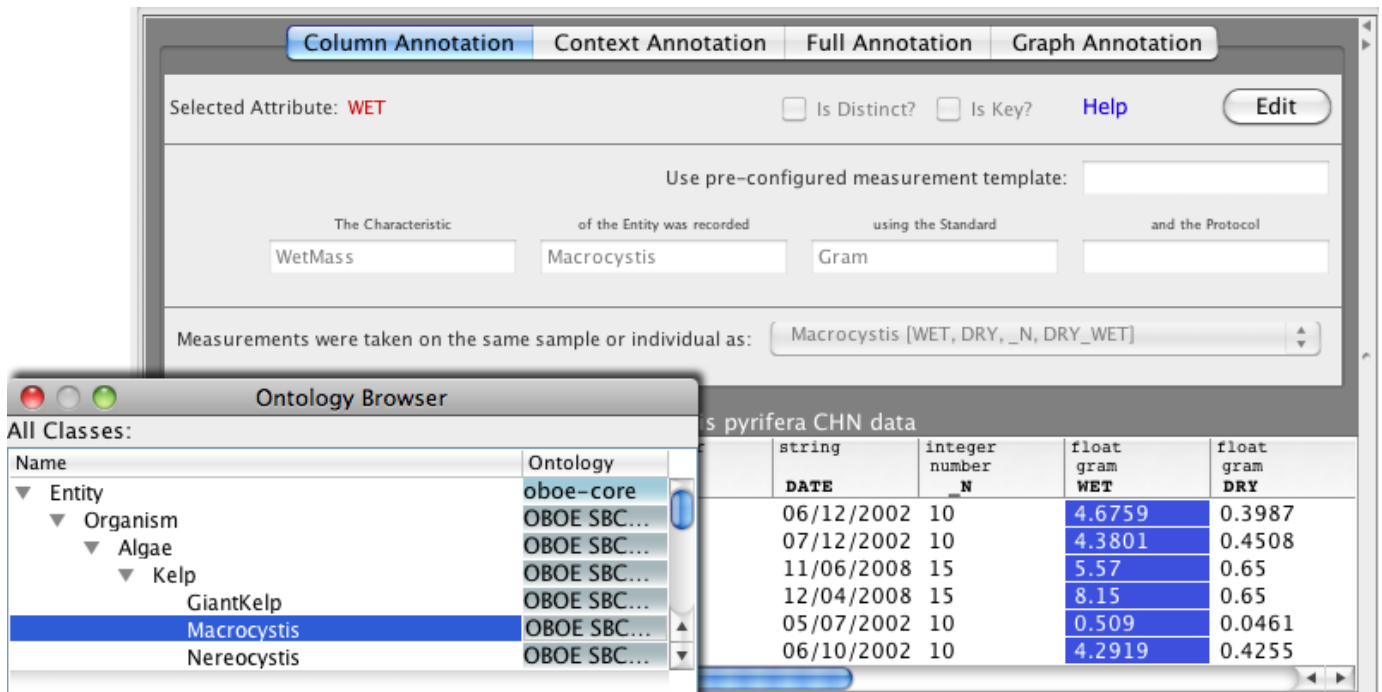 Column Annotation Context Annotation Full Annotation Graph Annotation
Selected Attribute: WET Is Distinct? Is Key? Help Edit
Use pre-configured measurement template:
The Characteristic of the Entity was recorded using the Standard and the Protocol
WetMass Macrocystis Gram
Measurements were taken on the same sample or individual as: Macrocystis [WET, DRY, _N, DRY_WET]
Ontology Browser
All Classes:
Name Ontology
Entity oboe-core
Organism OBOE SBC...
Algae OBOE SBC...
Kelp OBOE SBC...
GiantKelp OBOE SBC...
Macrocystis OBOE SBC...
Nereocystis OBOE SBC...
is pyrifera CHN data
string integer float float
number gram gram
DATE _N WET DRY
06/12/2002 10 4.6759 0.3987
07/12/2002 10 4.3801 0.4508
11/06/2008 15 5.57 0.65
12/04/2008 15 8.15 0.65
05/07/2002 10 0.509 0.0461
06/10/2002 10 4.2919 0.4255